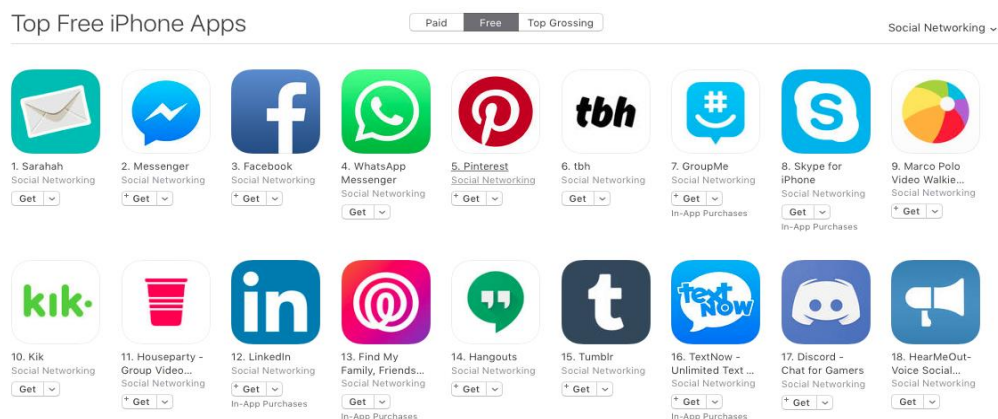 Top Free iPhone Apps
Paid Free Top Grossing
Social Networking
tbh
#
S
1. Sarahah
Social Networking
Get
2. Messenger
Social Networking
+ Get
3. Facebook
Social Networking
Get
4. WhatsApp
Messenger
Social Networking
Get
5. Pinterest
Social Networking
+ Get
6. tbh
Social Networking
Get
7. GroupMe
Social Networking
+ Get
In-App Purchases
8. Skype for
iPhone
Social Networking
Get
In-App Purchases
9. Marco Polo
Video Walkie...
Social Networking
+ Get
kik.
in
t
text
NOW
10. Kik
Social Networking
Get
11. Houseparty -
Group Video...
Social Networking
+ Get
12. LinkedIn
Social Networking
+ Get
In-App Purchases
13. Find My
Family, Friends...
Social Networking
Get
In-App Purchases
14. Hangouts
Social Networking
+ Get
15. Tumblr
Social Networking
+ Get
16. TextNow -
Unlimited Text ...
Social Networking
+ Get
In-App Purchases
17. Discord -
Chat for Gamers
Social Networking
+ Get
18. HearMeOut-
Voice Social...
Social Networking
Get